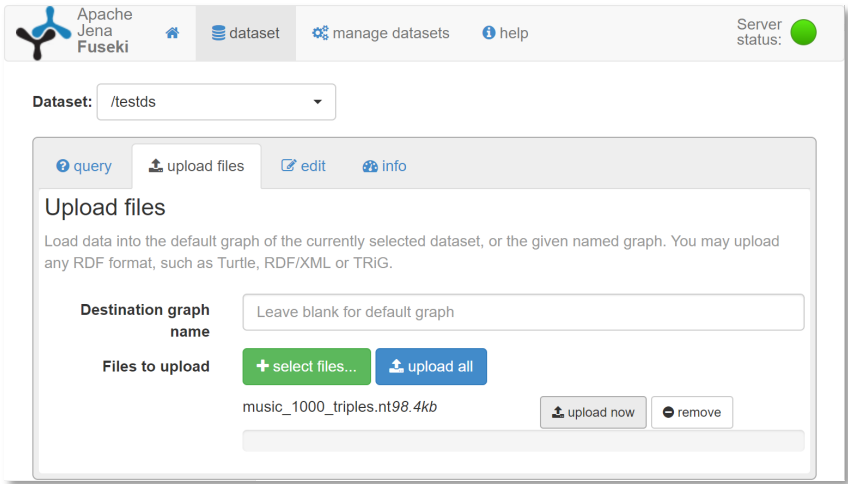 Apache
Jena
Fuseki
dataset
manage datasets
help
Server
status:
Dataset:
/testds
query
upload files
edit
info
Upload files
Load data into the default graph of the currently selected dataset, or the given named graph. You may upload
any RDF format, such as Turtle, RDF/XML or TRiG.
Destination graph
name
Leave blank for default graph
Files to upload
select files...
upload all
music_1000_triples.nt98.4kb
upload now
remove